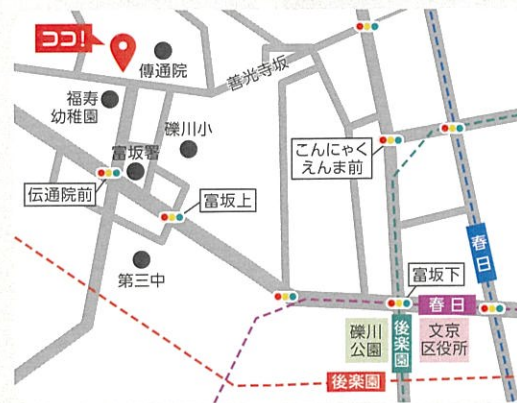 ココ!
傳通院
善光寺坂
福寿
幼稚園
礫川小
富坂署
こんにゃく
えんま前
伝通院前
富坂上
第三中
春日
富坂下
春日
礫川
公園
後楽園
文京
区役所
後楽園